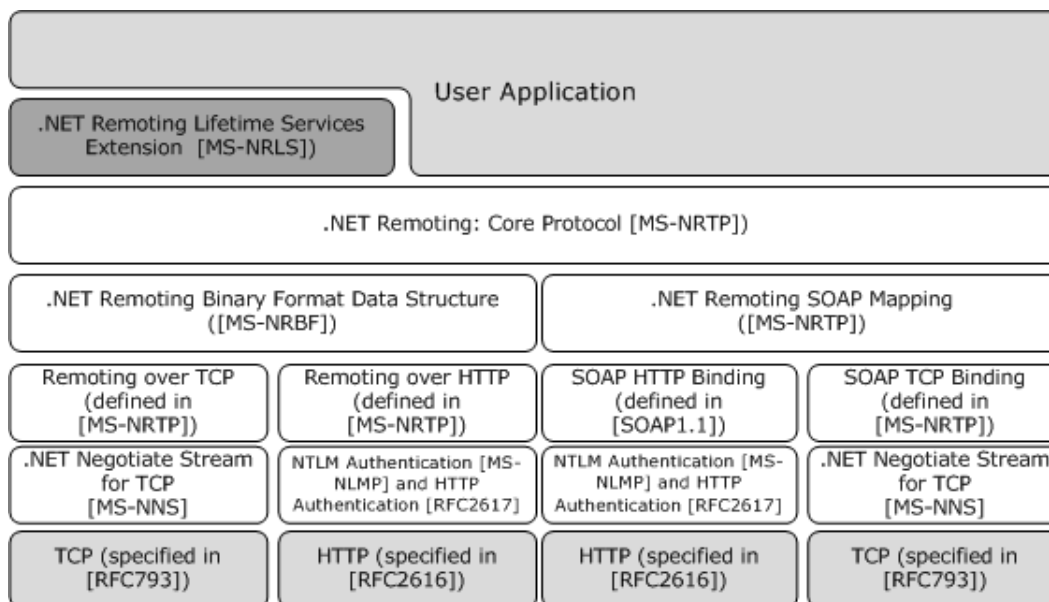 User Application
.NET Remoting Lifetime Services
Extension [MS-NRLS])
.NET Remoting: Core Protocol [MS-NRTP])
.NET Remoting Binary Format Data Structure
([MS-NRBF])
.NET Remoting SOAP Mapping
([MS-NRTP])
Remoting over TCP
(defined in
[MS-NRTP])
Remoting over HTTP
(defined in
[MS-NRTP])
SOAP HTTP Binding
(defined in
[SOAP1.1])
SOAP TCP Binding
(defined in
[MS-NRTP])
.NET Negotiate Stream
for TCP
[MS-NNS]
NTLM Authentication [MS-
NLMP] and HTTP
Authentication [RFC2617]
NTLM Authentication [MS-
NLMP] and HTTP
Authentication [RFC2617]
.NET Negotiate Stream
for TCP
[MS-NNS]
TCP (specified in
[RFC793])
HTTP (specified in
[RFC2616])
HTTP (specified in
[RFC2616])
TCP (specified in
[RFC793])